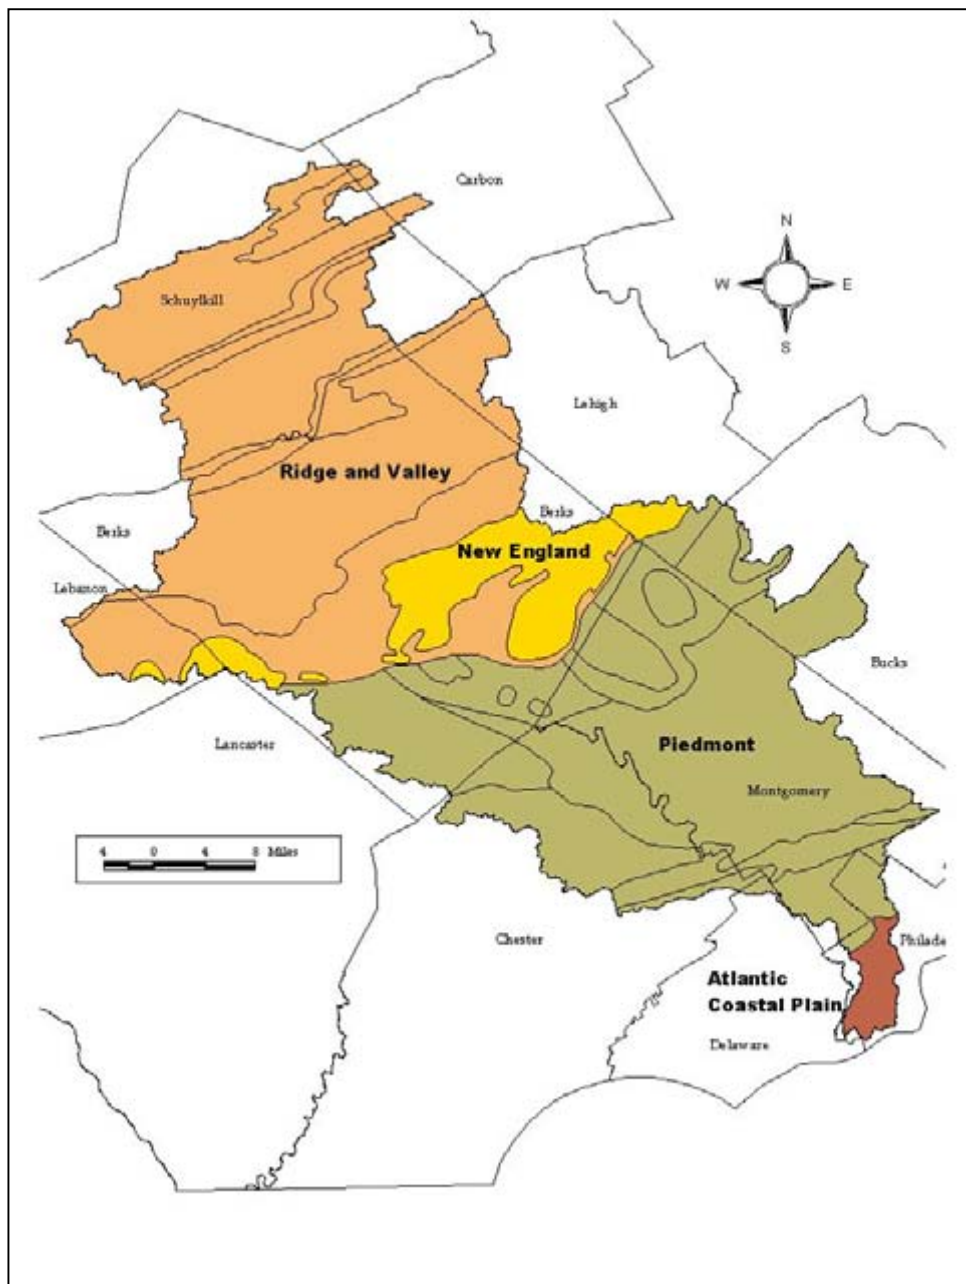 Carbon
N
W
E
S
Schuylkill
Lehigh
Ridge and Valley
Berks
Berks
New England
Lebanon
Bucks
Lancaster
Piedmont
Montgomery
4 0 4 8 Miles
Chester
Philade
Atlantic
Coastal Plain
Delaware